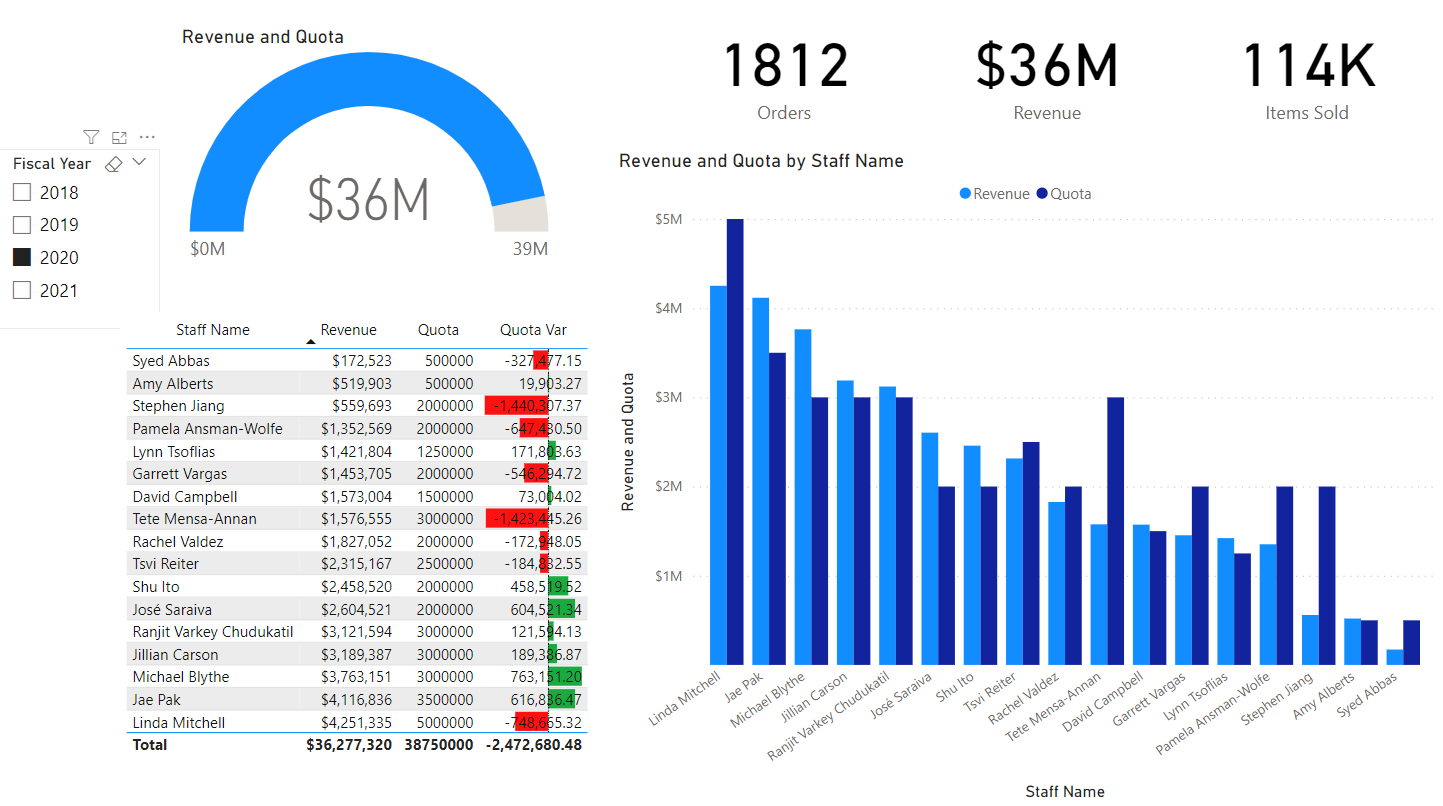 Revenue and Quota
$36M
$0M
39M
Fiscal Year
2018
2019
2020
2021
1812
Orders
$36M
Revenue
114K
Items Sold
Staff Name Revenue Quota Quota Var
Syed Abbas $172,523 500000 -327,477.15
Amy Alberts $519,903 500000 19,903.27
Stephen Jiang $559,693 2000000 -1,440,307.37
Pamela Ansman-Wolfe $1,352,569 2000000 -647,430.50
Lynn Tsoflias $1,421,804 1250000 171,803.63
Garrett Vargas $1,453,705 2000000 -546,294.72
David Campbell $1,573,004 1500000 73,004.02
Tete Mensa-Annan $1,576,555 3000000 -1,423,445.26
Rachel Valdez $1,827,052 2000000 -172,948.05
Tsvi Reiter $2,315,167 2500000 -184,832.55
Shu Ito $2,458,520 2000000 458,519.52
José Saraiva $2,604,521 2000000 604,521.34
Ranjit Varkey Chudukatil $3,121,594 3000000 121,594.13
Jillian Carson $3,189,387 3000000 189,386.87
Michael Blythe $3,763,151 3000000 763,151.20
Jae Pak $4,116,836 3500000 616,836.47
Linda Mitchell $4,251,335 5000000 -748,665.32
Total $36,277,320 38750000 -2,472,680.48
Revenue and Quota by Staff Name
Revenue Quota
Revenue and Quota
$5M
$4M
$3M
$2M
$1M
Linda Mitchell
Jae Pak
Michael Blythe
Jillian Carson
Ranjit Varkey Chudukatil
José Saraiva
Shu Ito
Tsvi Reiter
Rachel Valdez
Tete Mensa-Annan
David Campbell
Garrett Vargas
Lynn Tsoflias
Pamela Ansman-Wolfe
Stephen Jiang
Amy Alberts
Syed Abbas
Staff Name